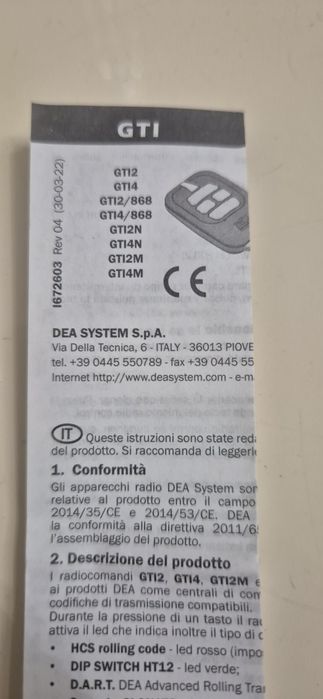 GTI
I672603 Rev 04 (30-03-22)
GTI2
GTI4
GTI2/868
GTI4/868
GTI2N
GTI4N
GTI2M
GTI4M
CE
DEA SYSTEM S.p.A.
Via Della Tecnica, 6 - ITALY - 36013 PIOVE
tel. +39 0445 550789 - fax +39 0445 55
Internet http://www.deasystem.com - e-m
IT Queste istruzioni sono state reda
del prodotto. Si raccomanda di leggerl
1. Conformità
Gli apparecchi radio DEA System son
relative al prodotto entro il campo
2014/35/CE e 2014/53/CE. DEA
la conformità alla direttiva 2011/6
l'assemblaggio del prodotto.
2. Descrizione del prodotto
I radiocomandi GTI2, GTI4, GTI2M e
ai prodotti DEA come centrali di com
codifiche di trasmissione compatibili.
Durante la pressione di un tasto il rad
attiva il led che indica inoltre il tipo di c
• HCS rolling code - led rosso (impo
• DIP SWITCH HT12 - led verde;
• D.A.R.T. DEA Advanced Rolling Tra